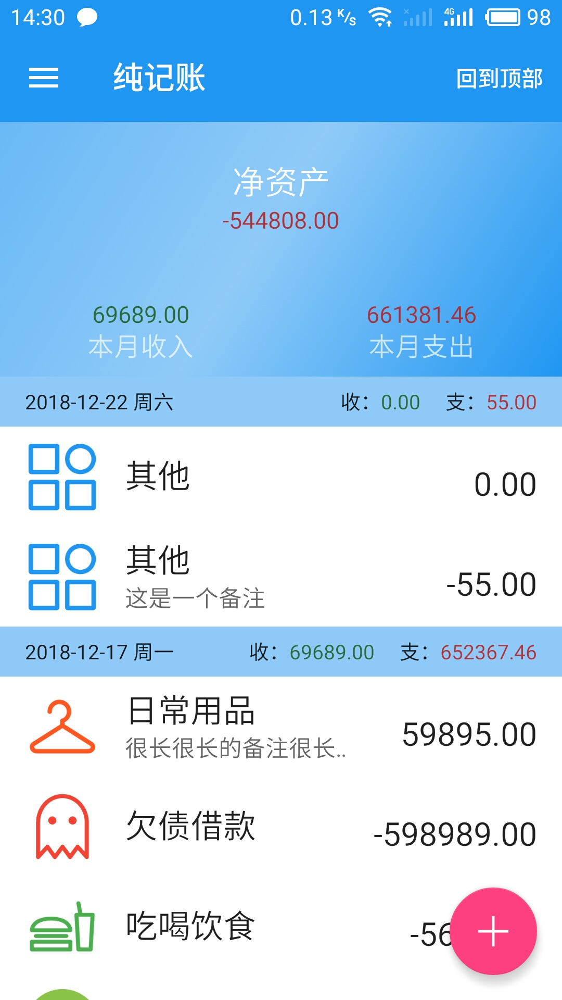 14:30 0.13 K/s 4G 98
纯记账 回到顶部
净资产
-544808.00
69689.00 661381.46
本月收入 本月支出
2018-12-22 周六 收：0.00 支：55.00
其他 0.00
其他 -55.00
这是一个备注
2018-12-17 周一 收：69689.00 支：652367.46
日常用品 59895.00
很长很长的备注很长..
欠债借款 -598989.00
吃喝饮食